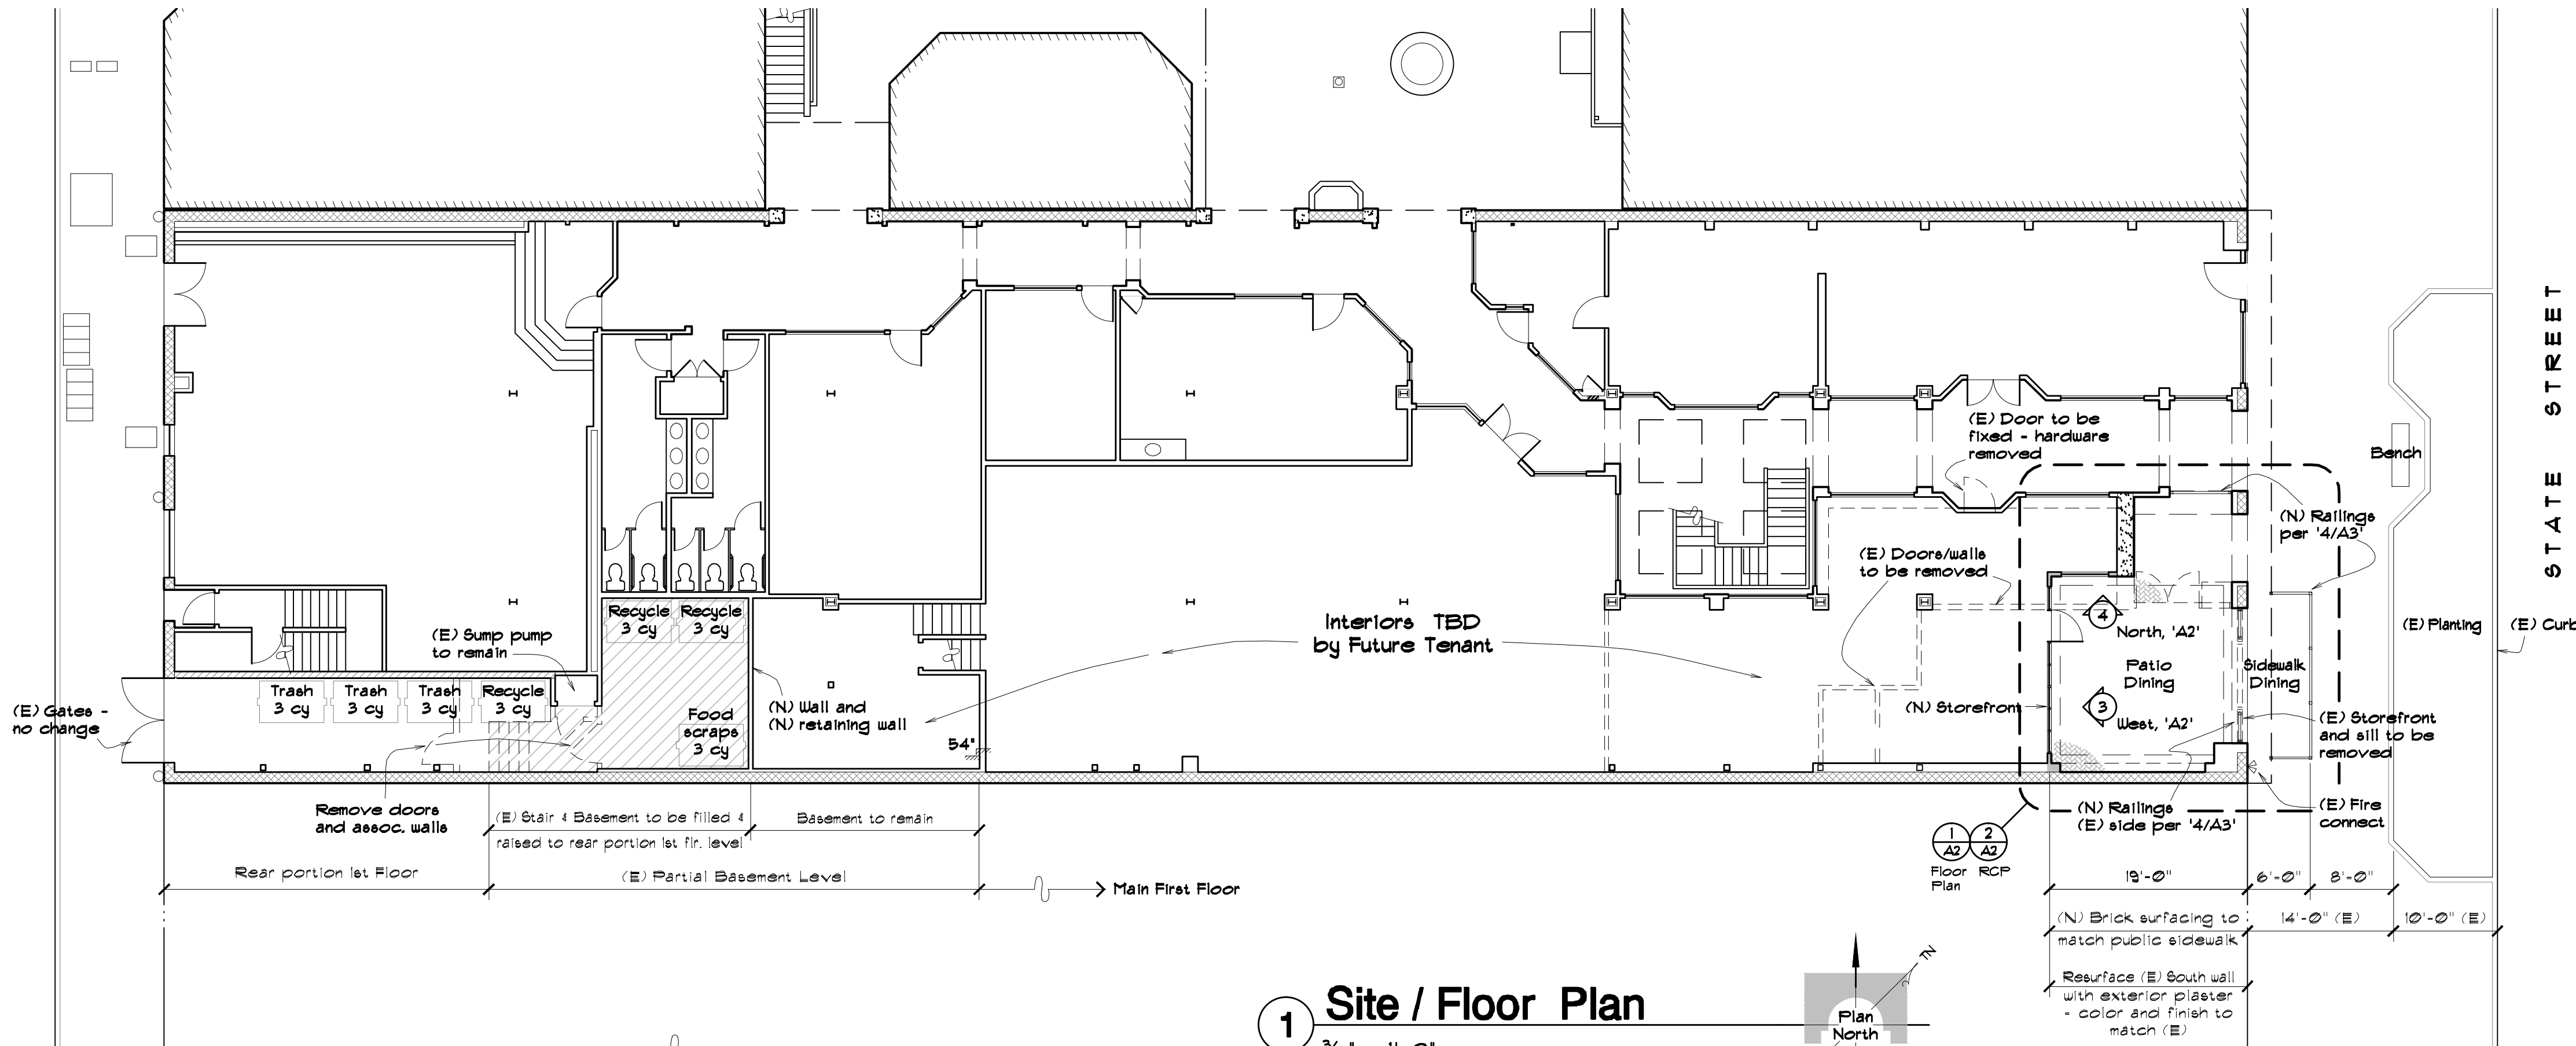 STATE STREET
(E) Door to be
fixed - hardware
removed
Bench
(N) Railings
per '4/A3'
(E) Doors/walls
to be removed
Recycle
3 cy
Recycle
3 cy
Interiors TBD
by Future Tenant
4
North, 'A2'
(E) Planting
(E) Curb
(E) Sump pump
to remain
Patio
Dining
Sidewalk
Dining
Trash
3 cy
Trash
3 cy
Trash
3 cy
Recycle
3 cy
(E) Gates -
no change
(N) Wall and
(N) retaining wall
Food
scraps
3 cy
54"
(N) Storefront
3
West, 'A2'
(E) Storefront
and sill to be
removed
Remove doors
and assoc. walls
(E) Stair & Basement to be filled &
raised to rear portion 1st flr. level
Basement to remain
(N) Railings
(E) side per '4/A3'
(E) Fire
connect
1
A2
2
A2
Floor
Plan
RCP
Rear portion 1st Floor
(E) Partial Basement Level
Main First Floor
19'-0"
6'-0"
8'-0"
(N) Brick surfacing to
match public sidewalk
14'-0" (E)
10'-0" (E)
Resurface (E) South wall
with exterior plaster
- color and finish to
match (E)
1
Site / Floor Plan
TN
Plan
North